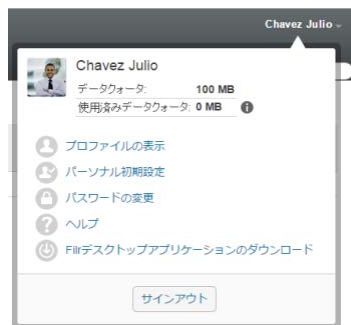 Chavez Julio
Chavez Julio
データクォータ: 100 MB
使用済みデータクォータ: 0 MB
プロファイルの表示
パーソナル初期設定
パスワードの変更
ヘルプ
Filrデスクトップアプリケーションのダウンロード
サインアウト